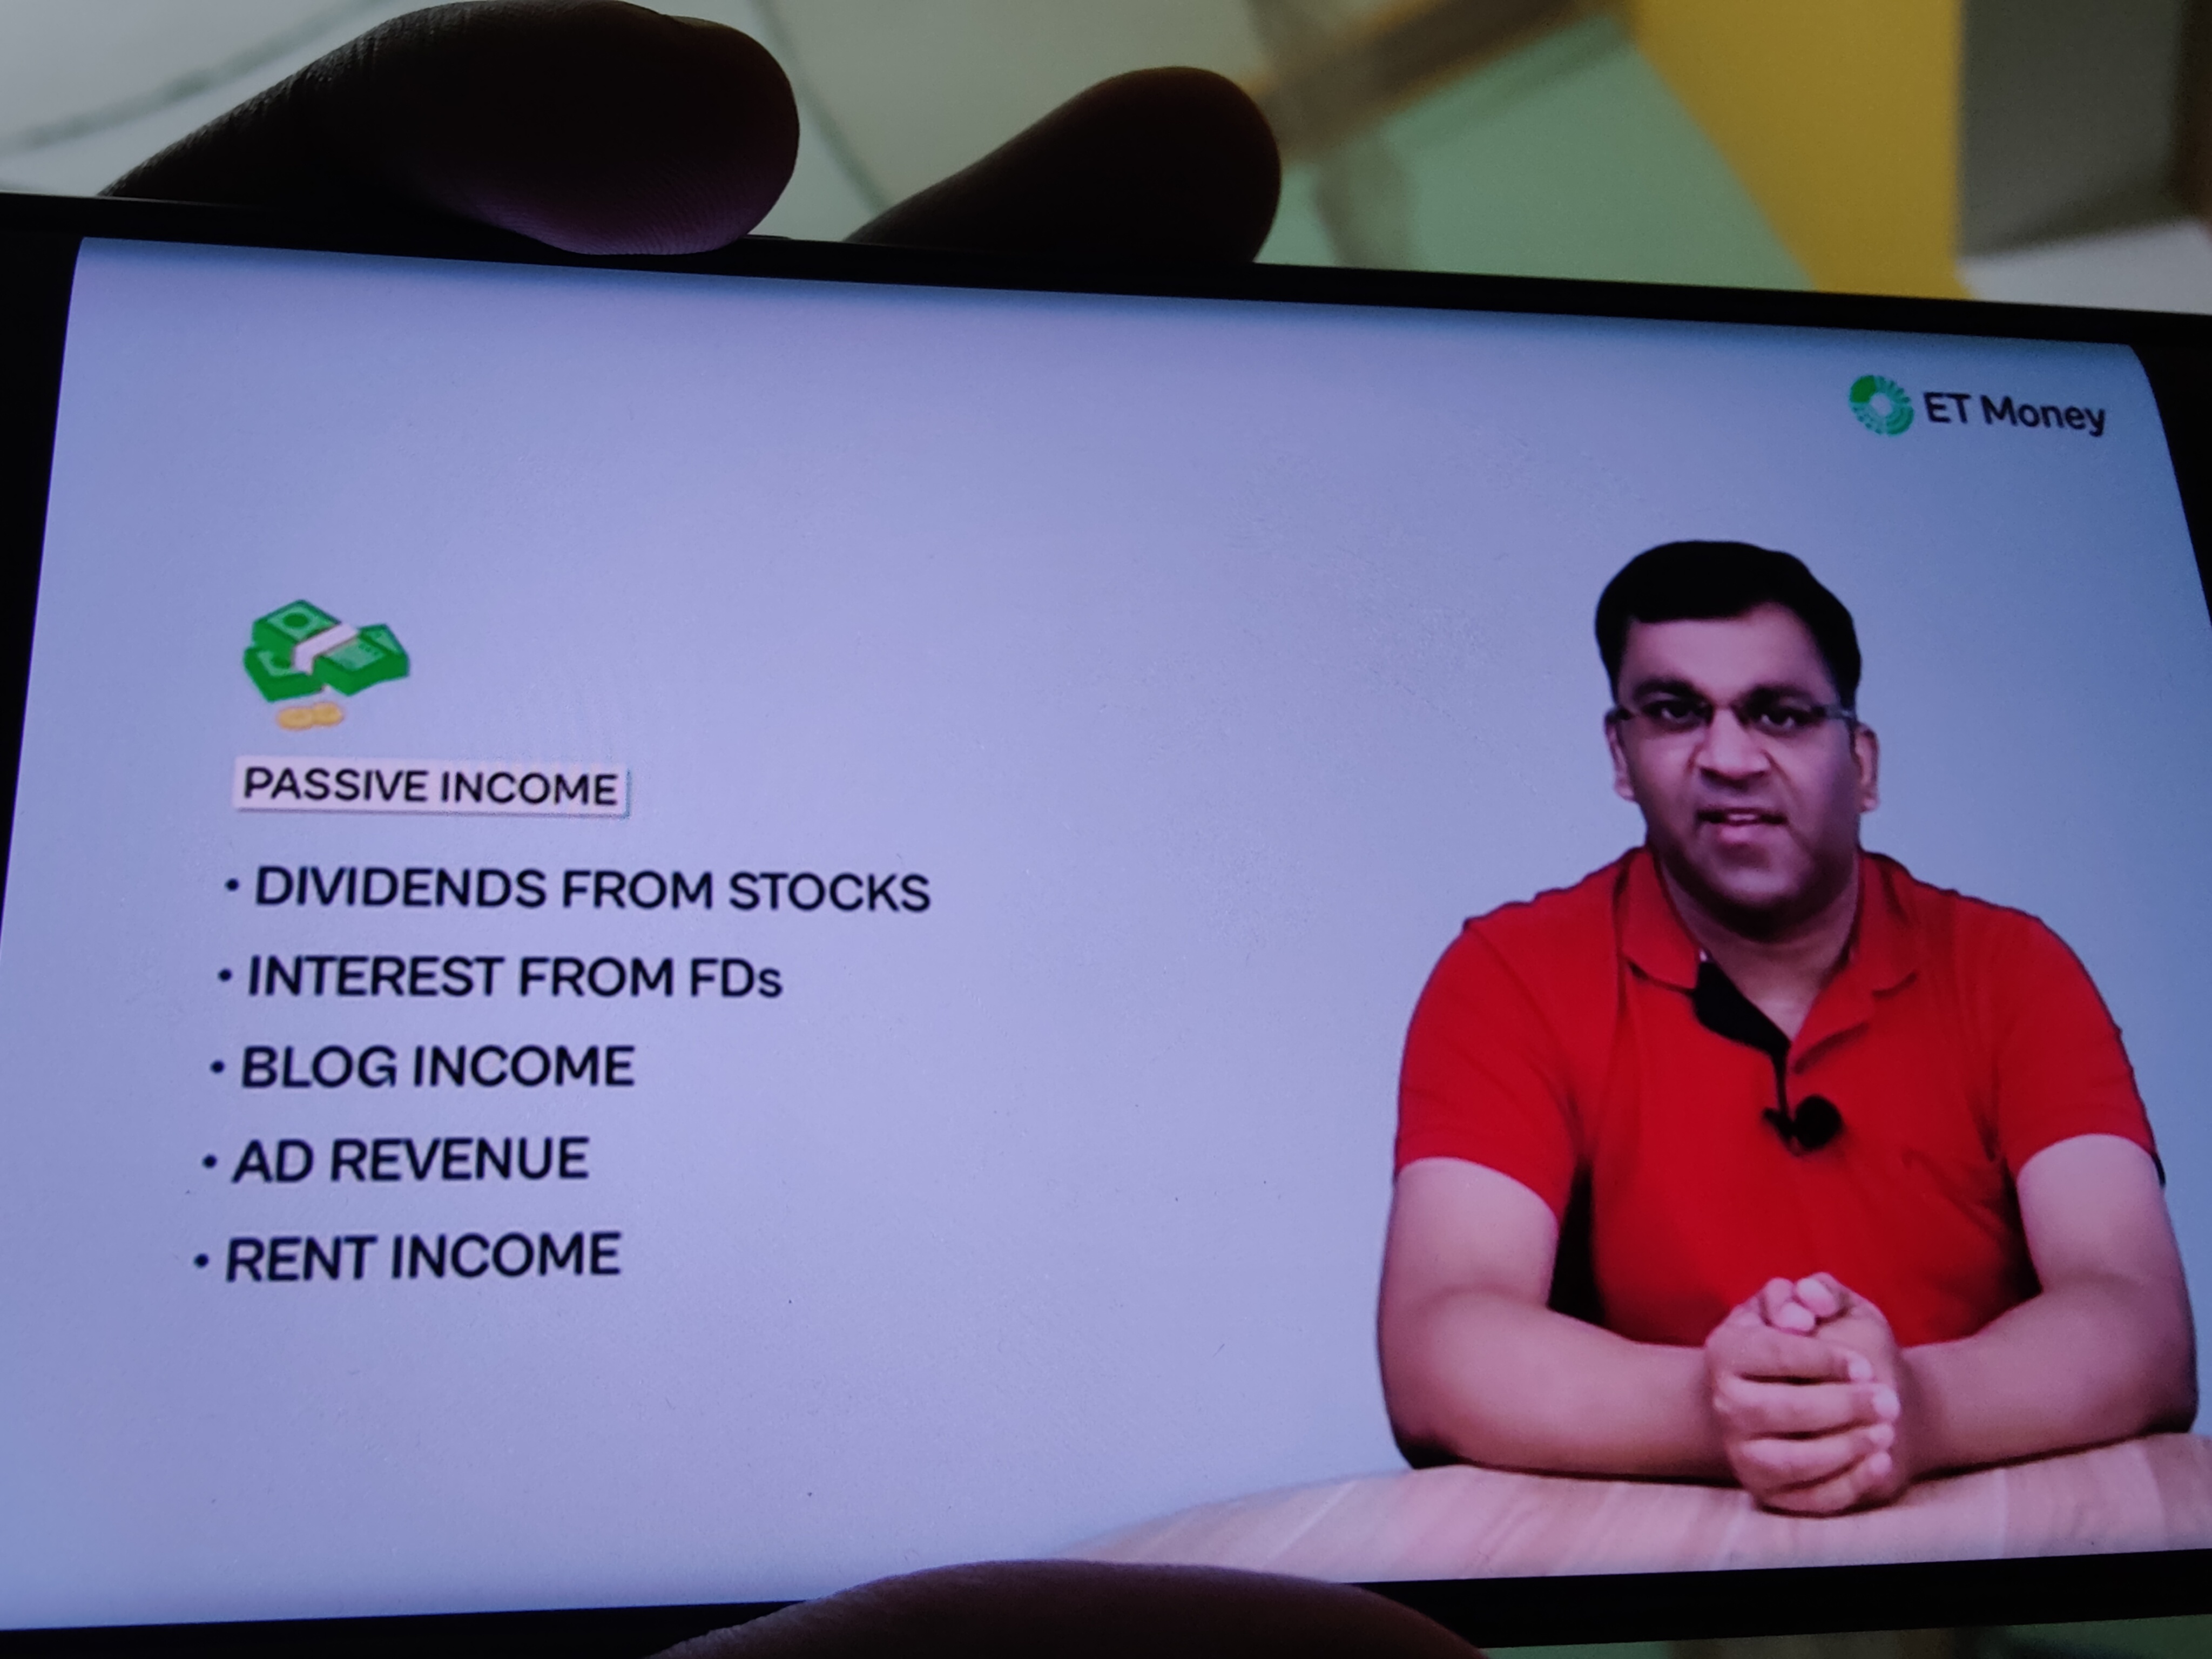 ET Money
PASSIVE INCOME
• DIVIDENDS FROM STOCKS
• INTEREST FROM FDs
• BLOG INCOME
• AD REVENUE
• RENT INCOME